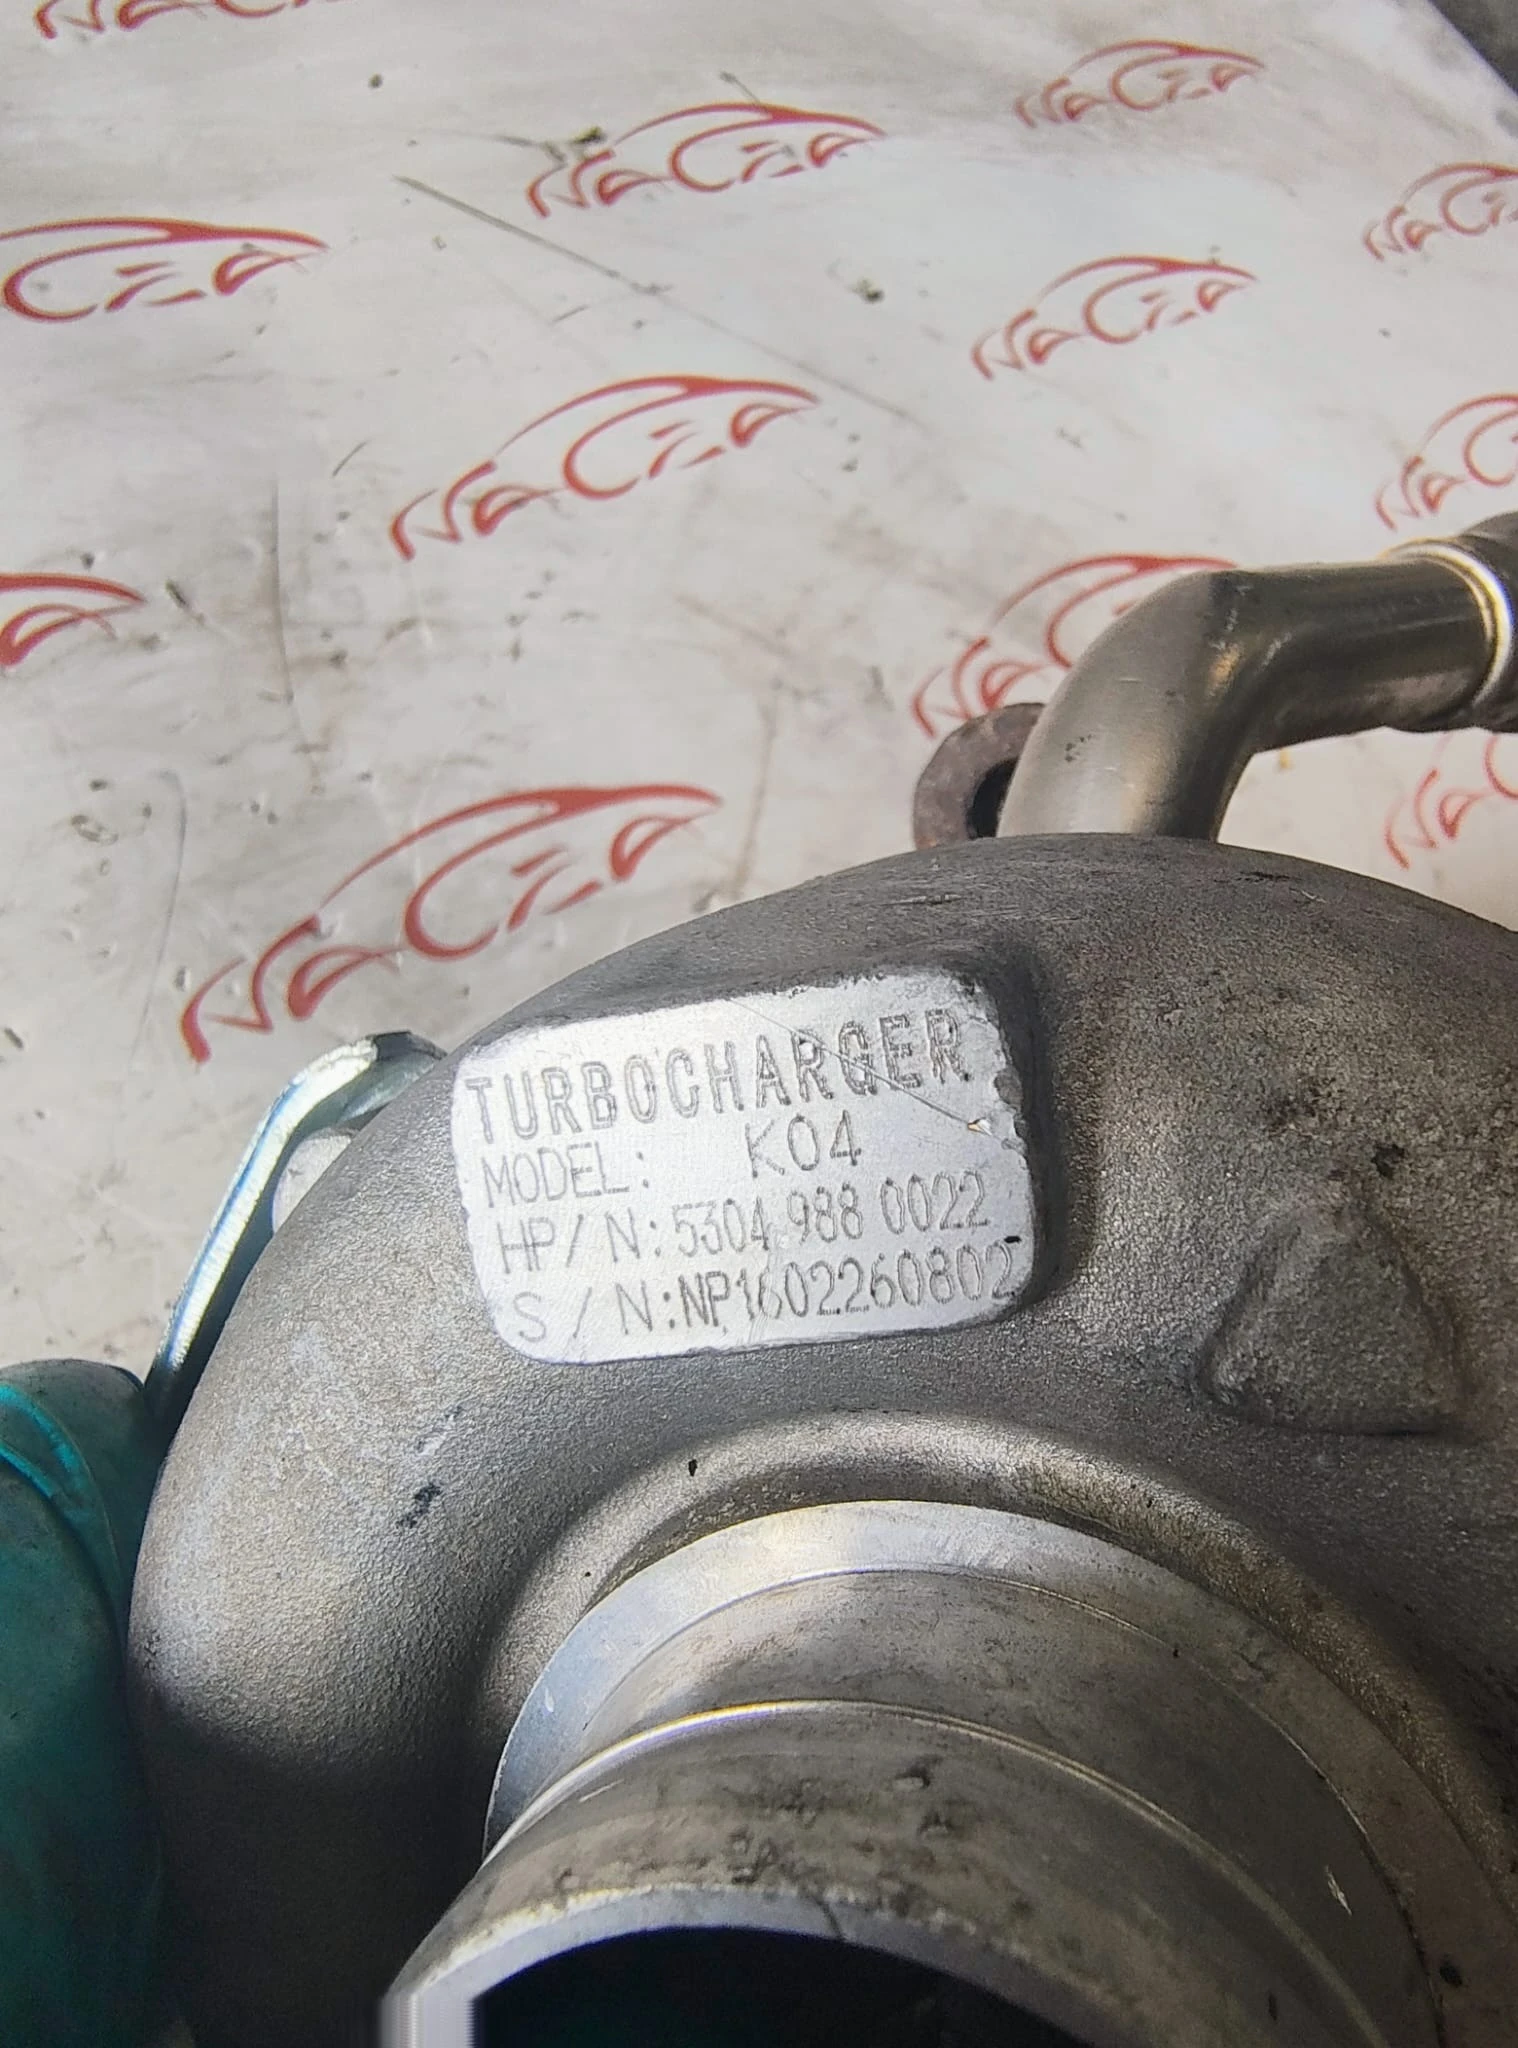 TURBOCHARGER
MODEL: K04
HP/N: 5304 988 0022
S/N:NP1602260802